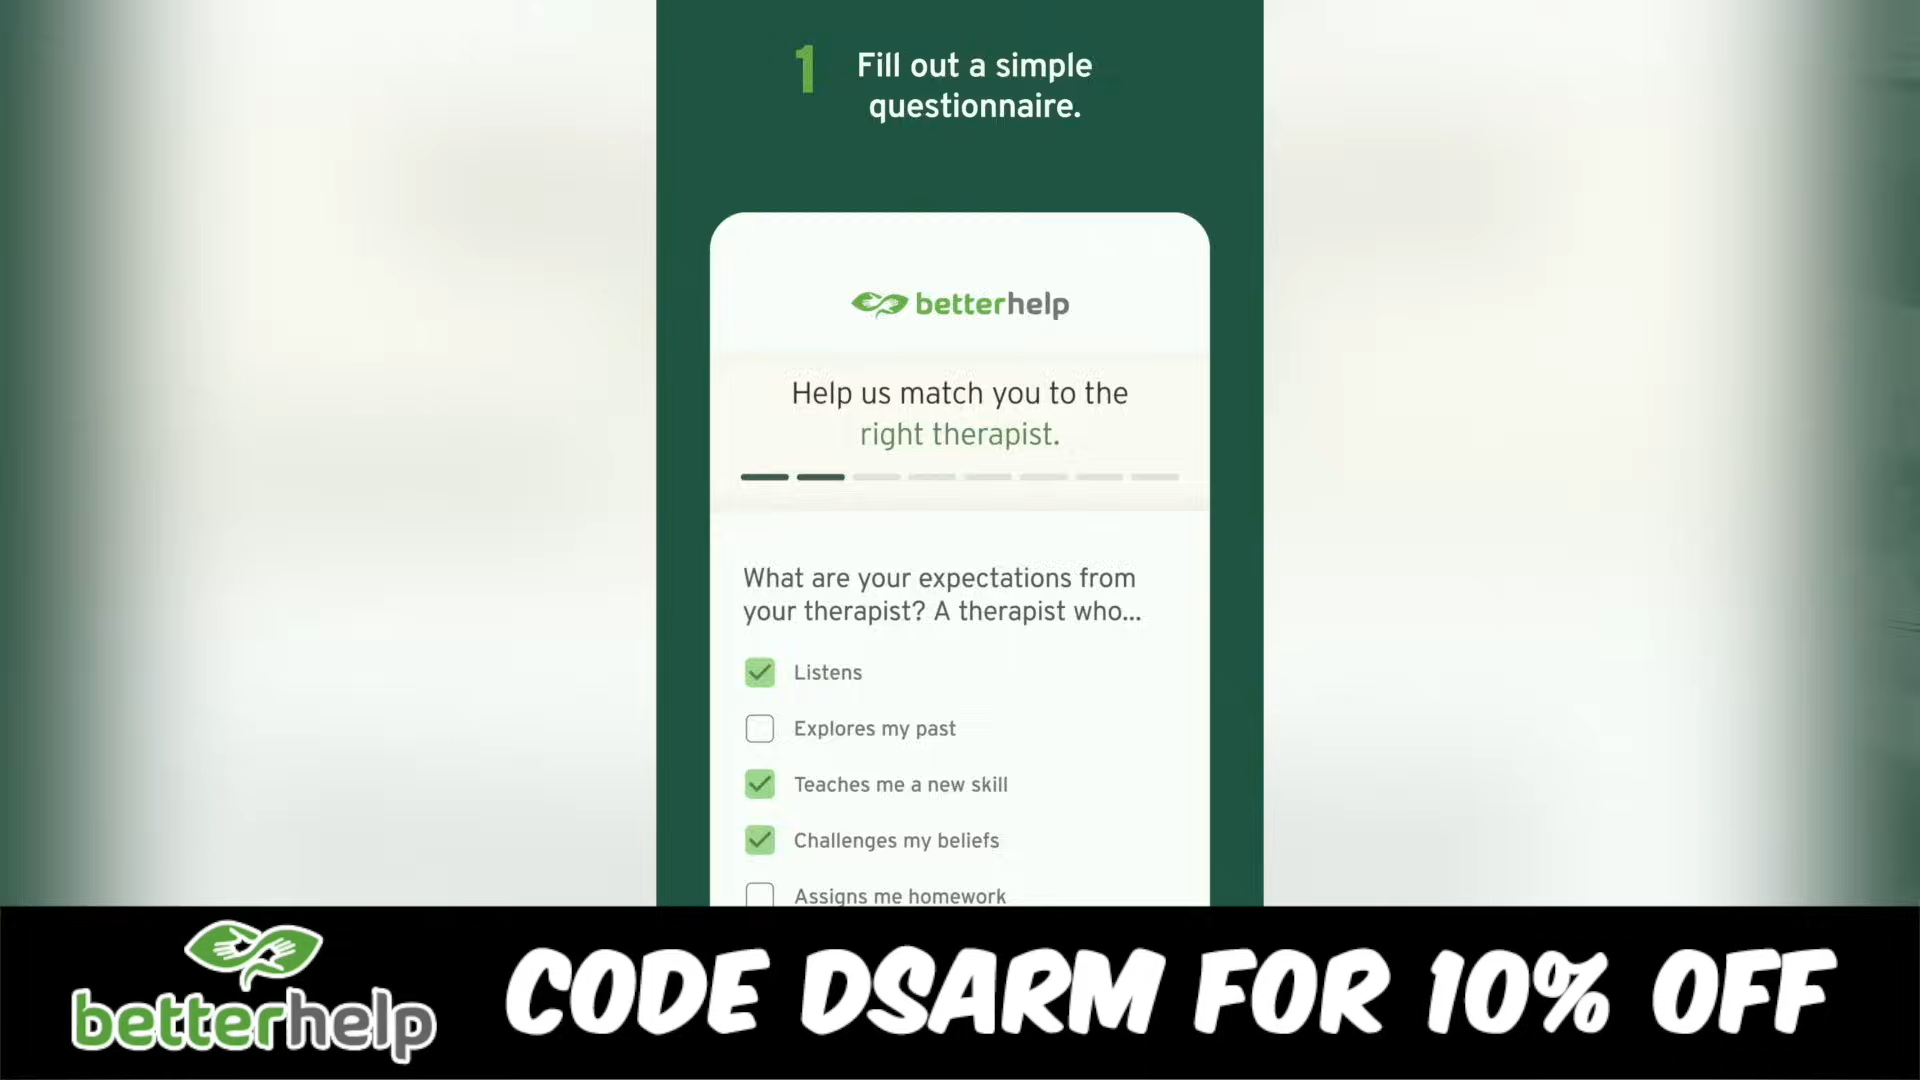 1 Fill out a simple
questionnaire.
betterhelp
Help us match you to the
right therapist.
What are your expectations from
your therapist? A therapist who...
Listens
Explores my past
Teaches me a new skill
Challenges my beliefs
Assigns me homework
betterhelp
CODE DSARM FOR 10% OFF